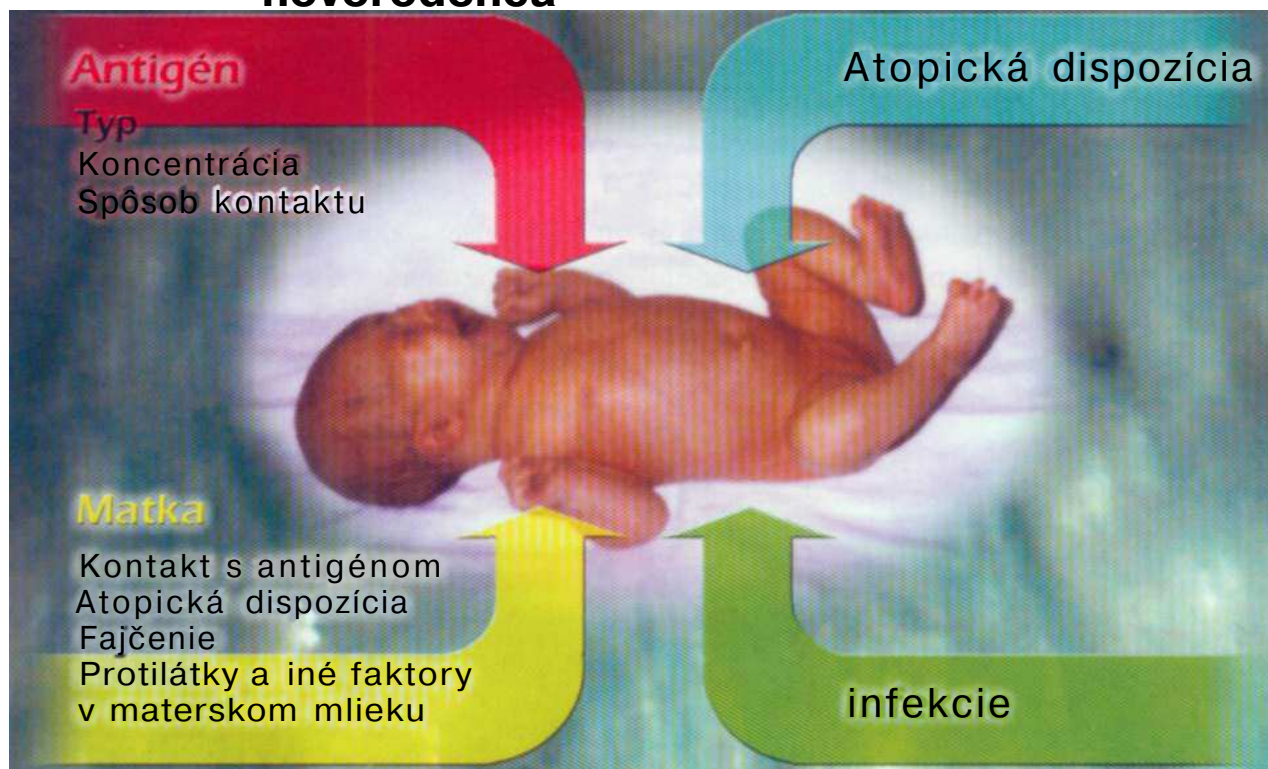 novorodenca
Antigén
Typ
Koncentrácia
Spôsob kontaktu
Atopická dispozícia
Matka
Kontakt s antigénom
Atopická dispozícia
Fajčenie
Protilátky a iné faktory
v materskom mlieku
infekcie